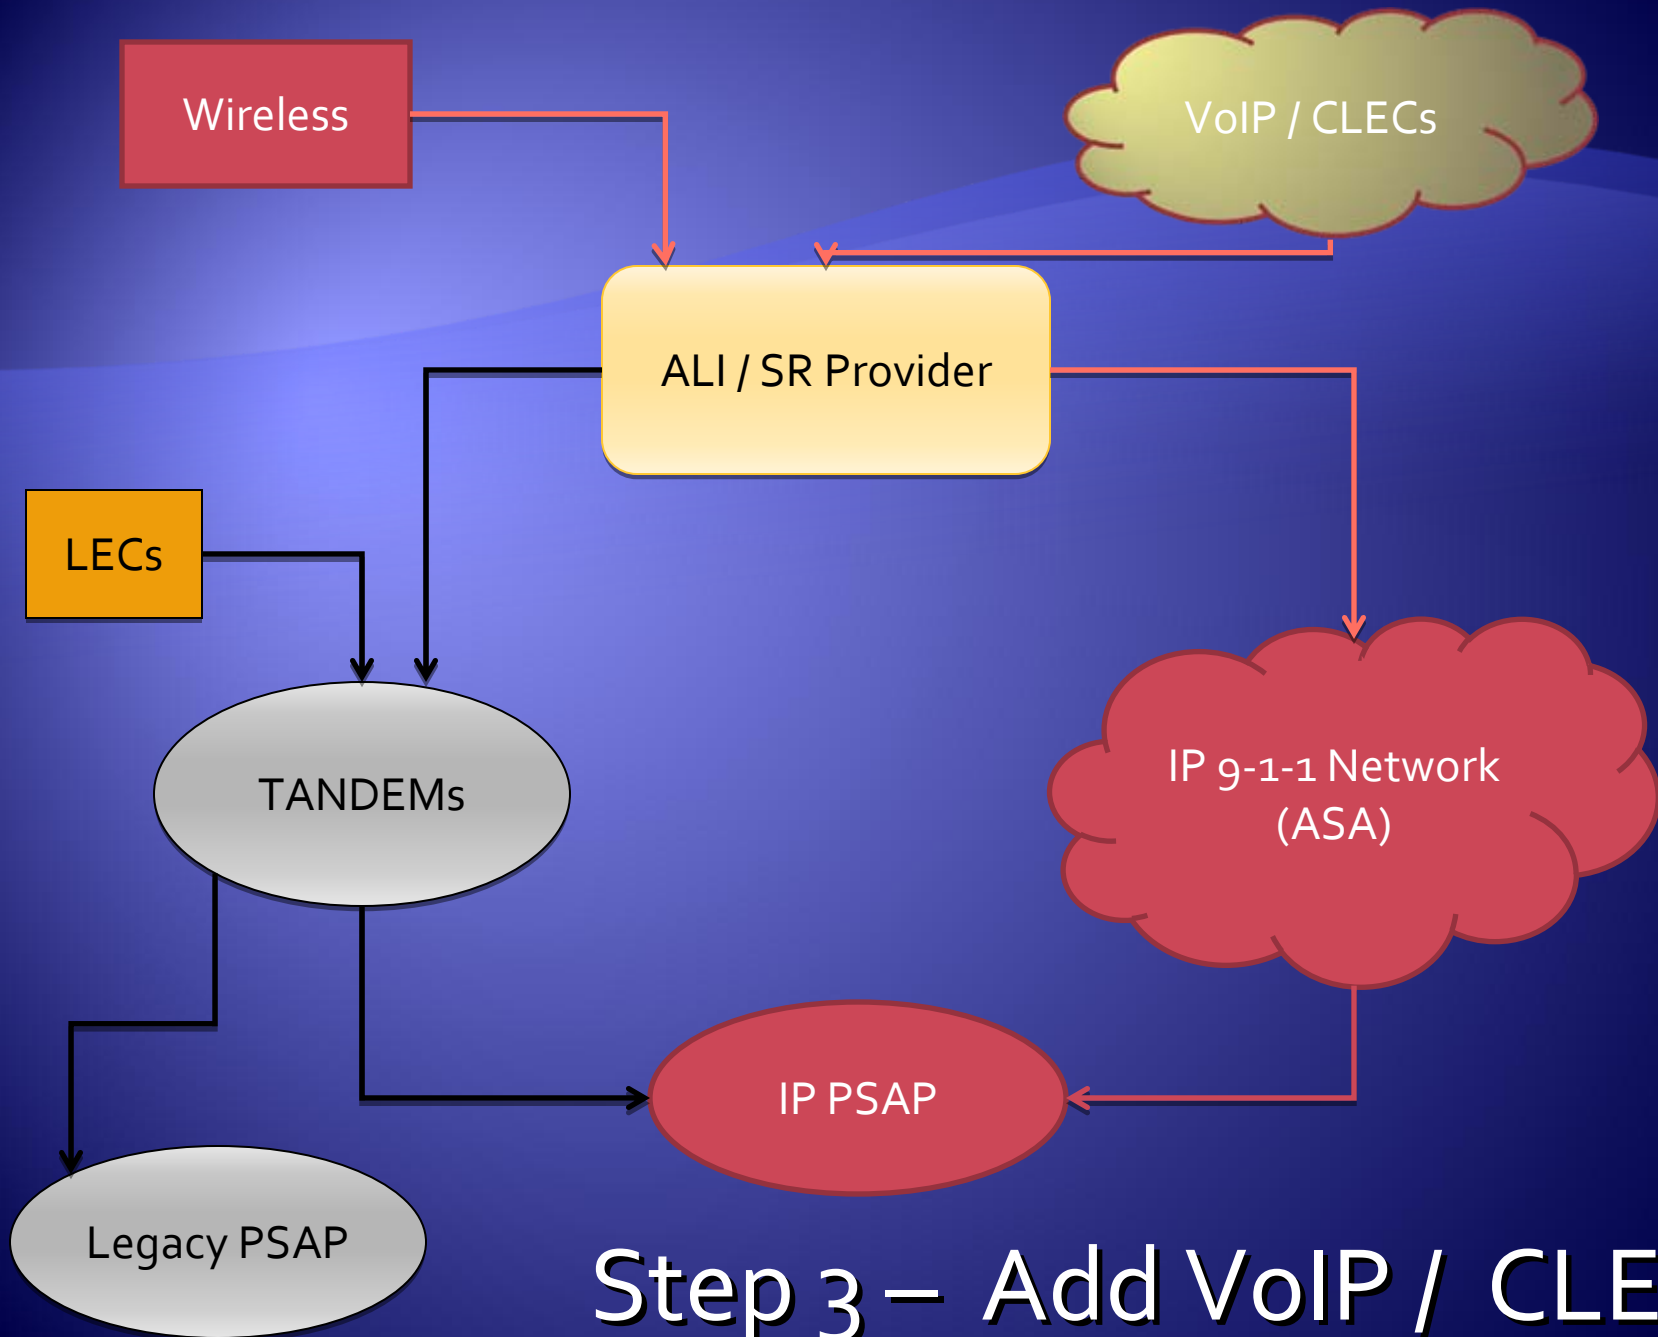 Wireless
VoIP / CLECs
ALI / SR Provider
LECs
TANDEMs
IP 9-1-1 Network
(ASA)
IP PSAP
Legacy PSAP
Step 3 – Add VoIP / CLE